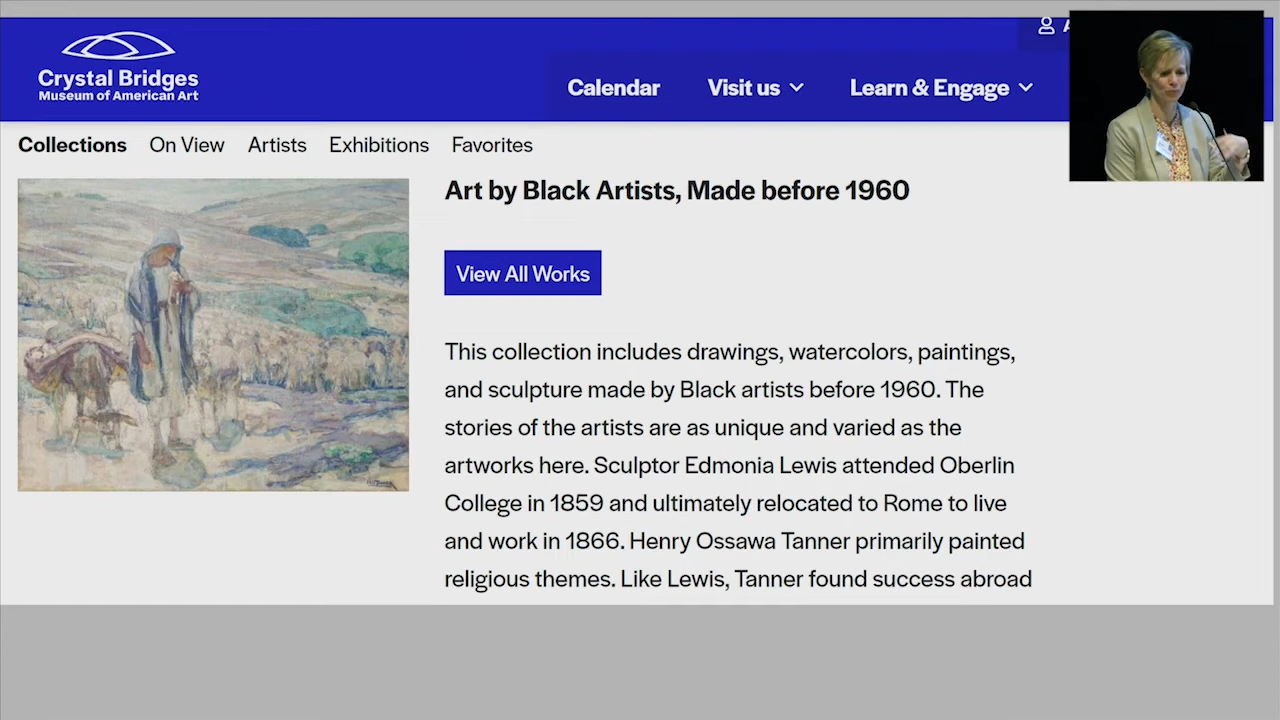 Crystal Bridges
Museum of American Art
Calendar
Visit us
Learn & Engage
Collections
On View
Artists
Exhibitions
Favorites
Art by Black Artists, Made before 1960
View All Works
This collection includes drawings, watercolors, paintings,
and sculpture made by Black artists before 1960. The
stories of the artists are as unique and varied as the
artworks here. Sculptor Edmonia Lewis attended Oberlin
College in 1859 and ultimately relocated to Rome to live
and work in 1866. Henry Ossawa Tanner primarily painted
religious themes. Like Lewis, Tanner found success abroad